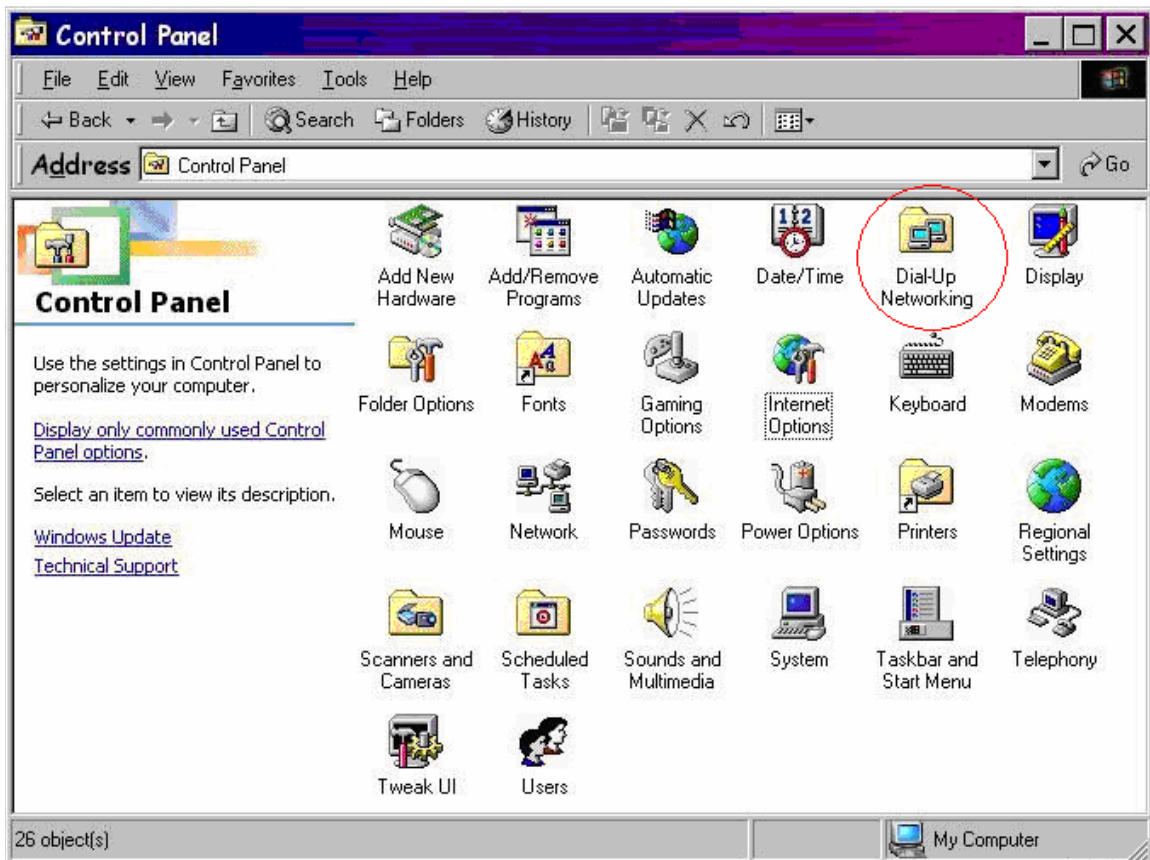 Control Panel
File Edit View Favorites Tools Help
Back Search Folders History
Address Control Panel Go
Control Panel
Use the settings in Control Panel to
personalize your computer.
Display only commonly used Control
Panel options.
Select an item to view its description.
Windows Update
Technical Support
Add New
Hardware
Add/Remove
Programs
Automatic
Updates
12
Date/Time
Dial-Up
Networking
Display
Folder Options
Fonts
Gaming
Options
Internet
Options
Keyboard
Modems
Mouse
Network
Passwords
Power Options
Printers
Regional
Settings
Scanners and
Cameras
Scheduled
Tasks
Sounds and
Multimedia
System
Taskbar and
Start Menu
Telephony
Tweak UI
Users
26 object(s) My Computer